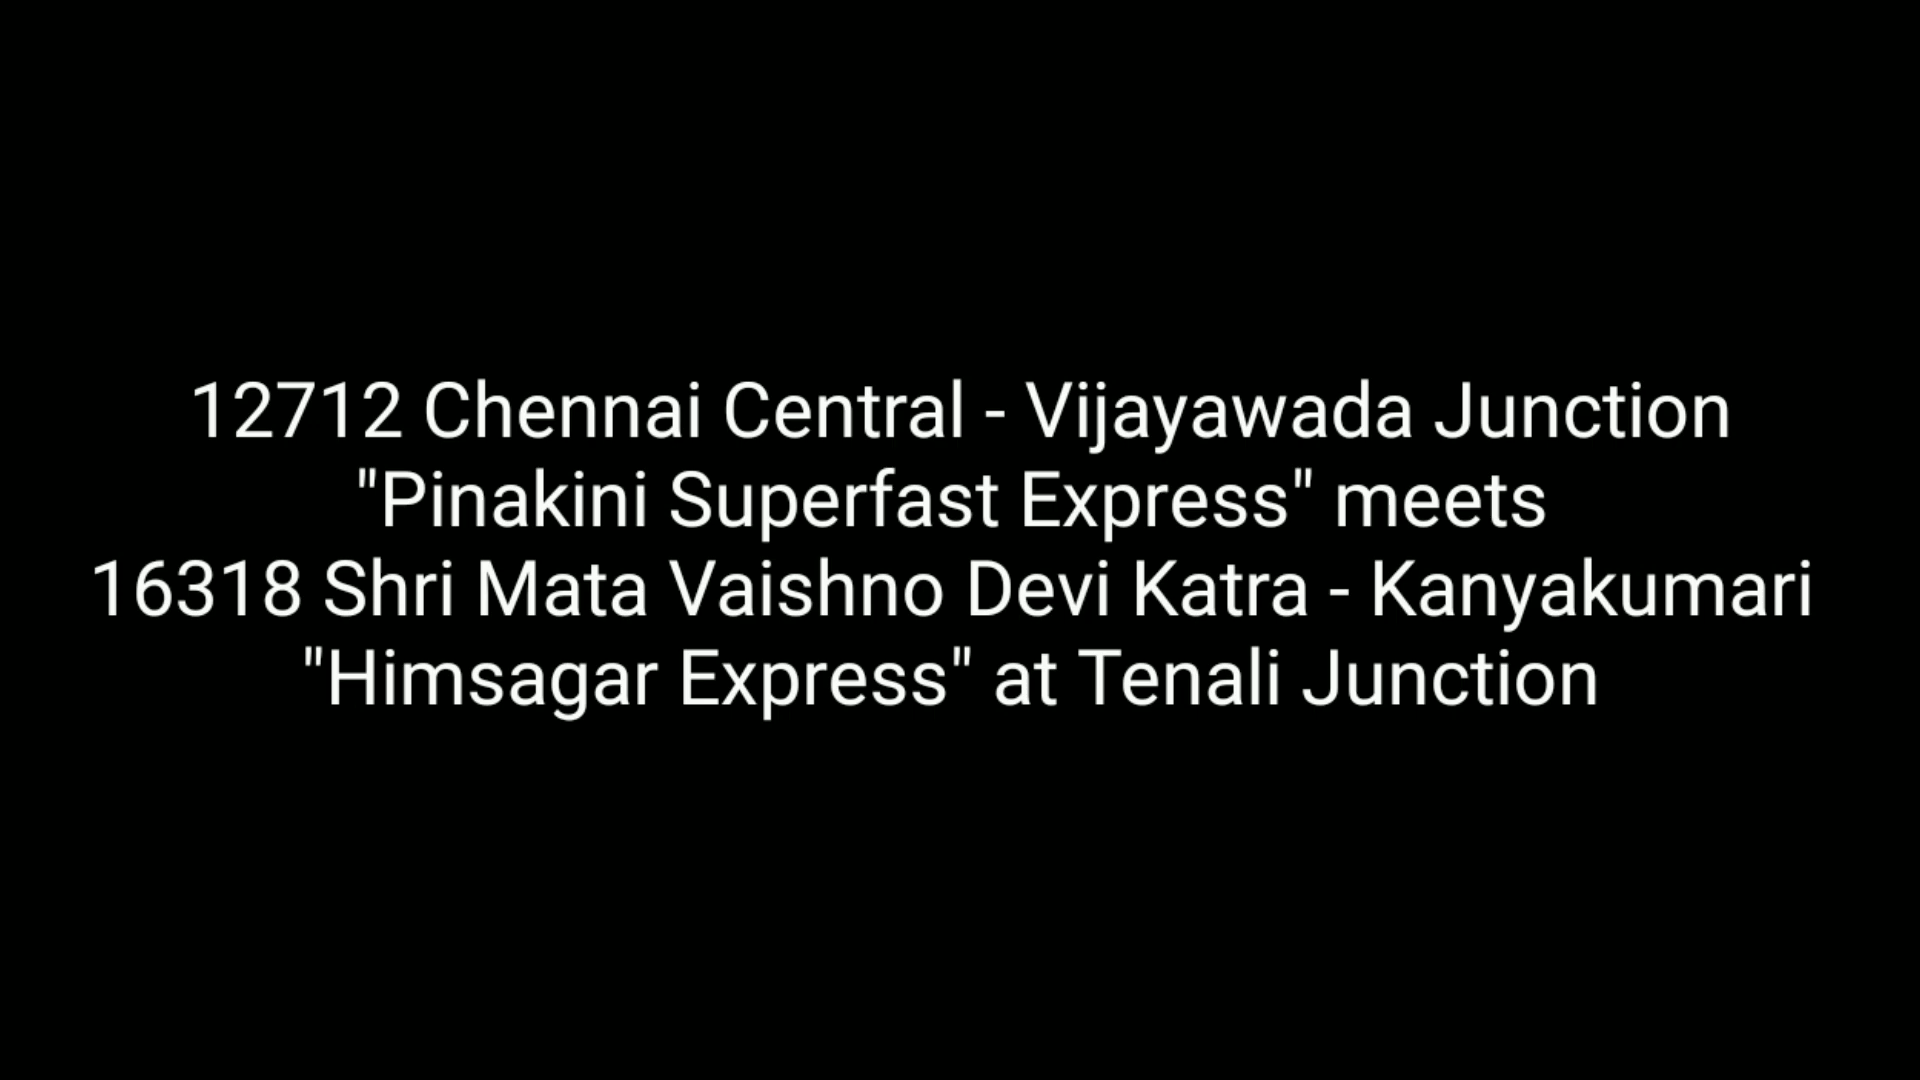 12712 Chennai Central - Vijayawada Junction
"Pinakini Superfast Express" meets
16318 Shri Mata Vaishno Devi Katra - Kanyakumari
"Himsagar Express" at Tenali Junction